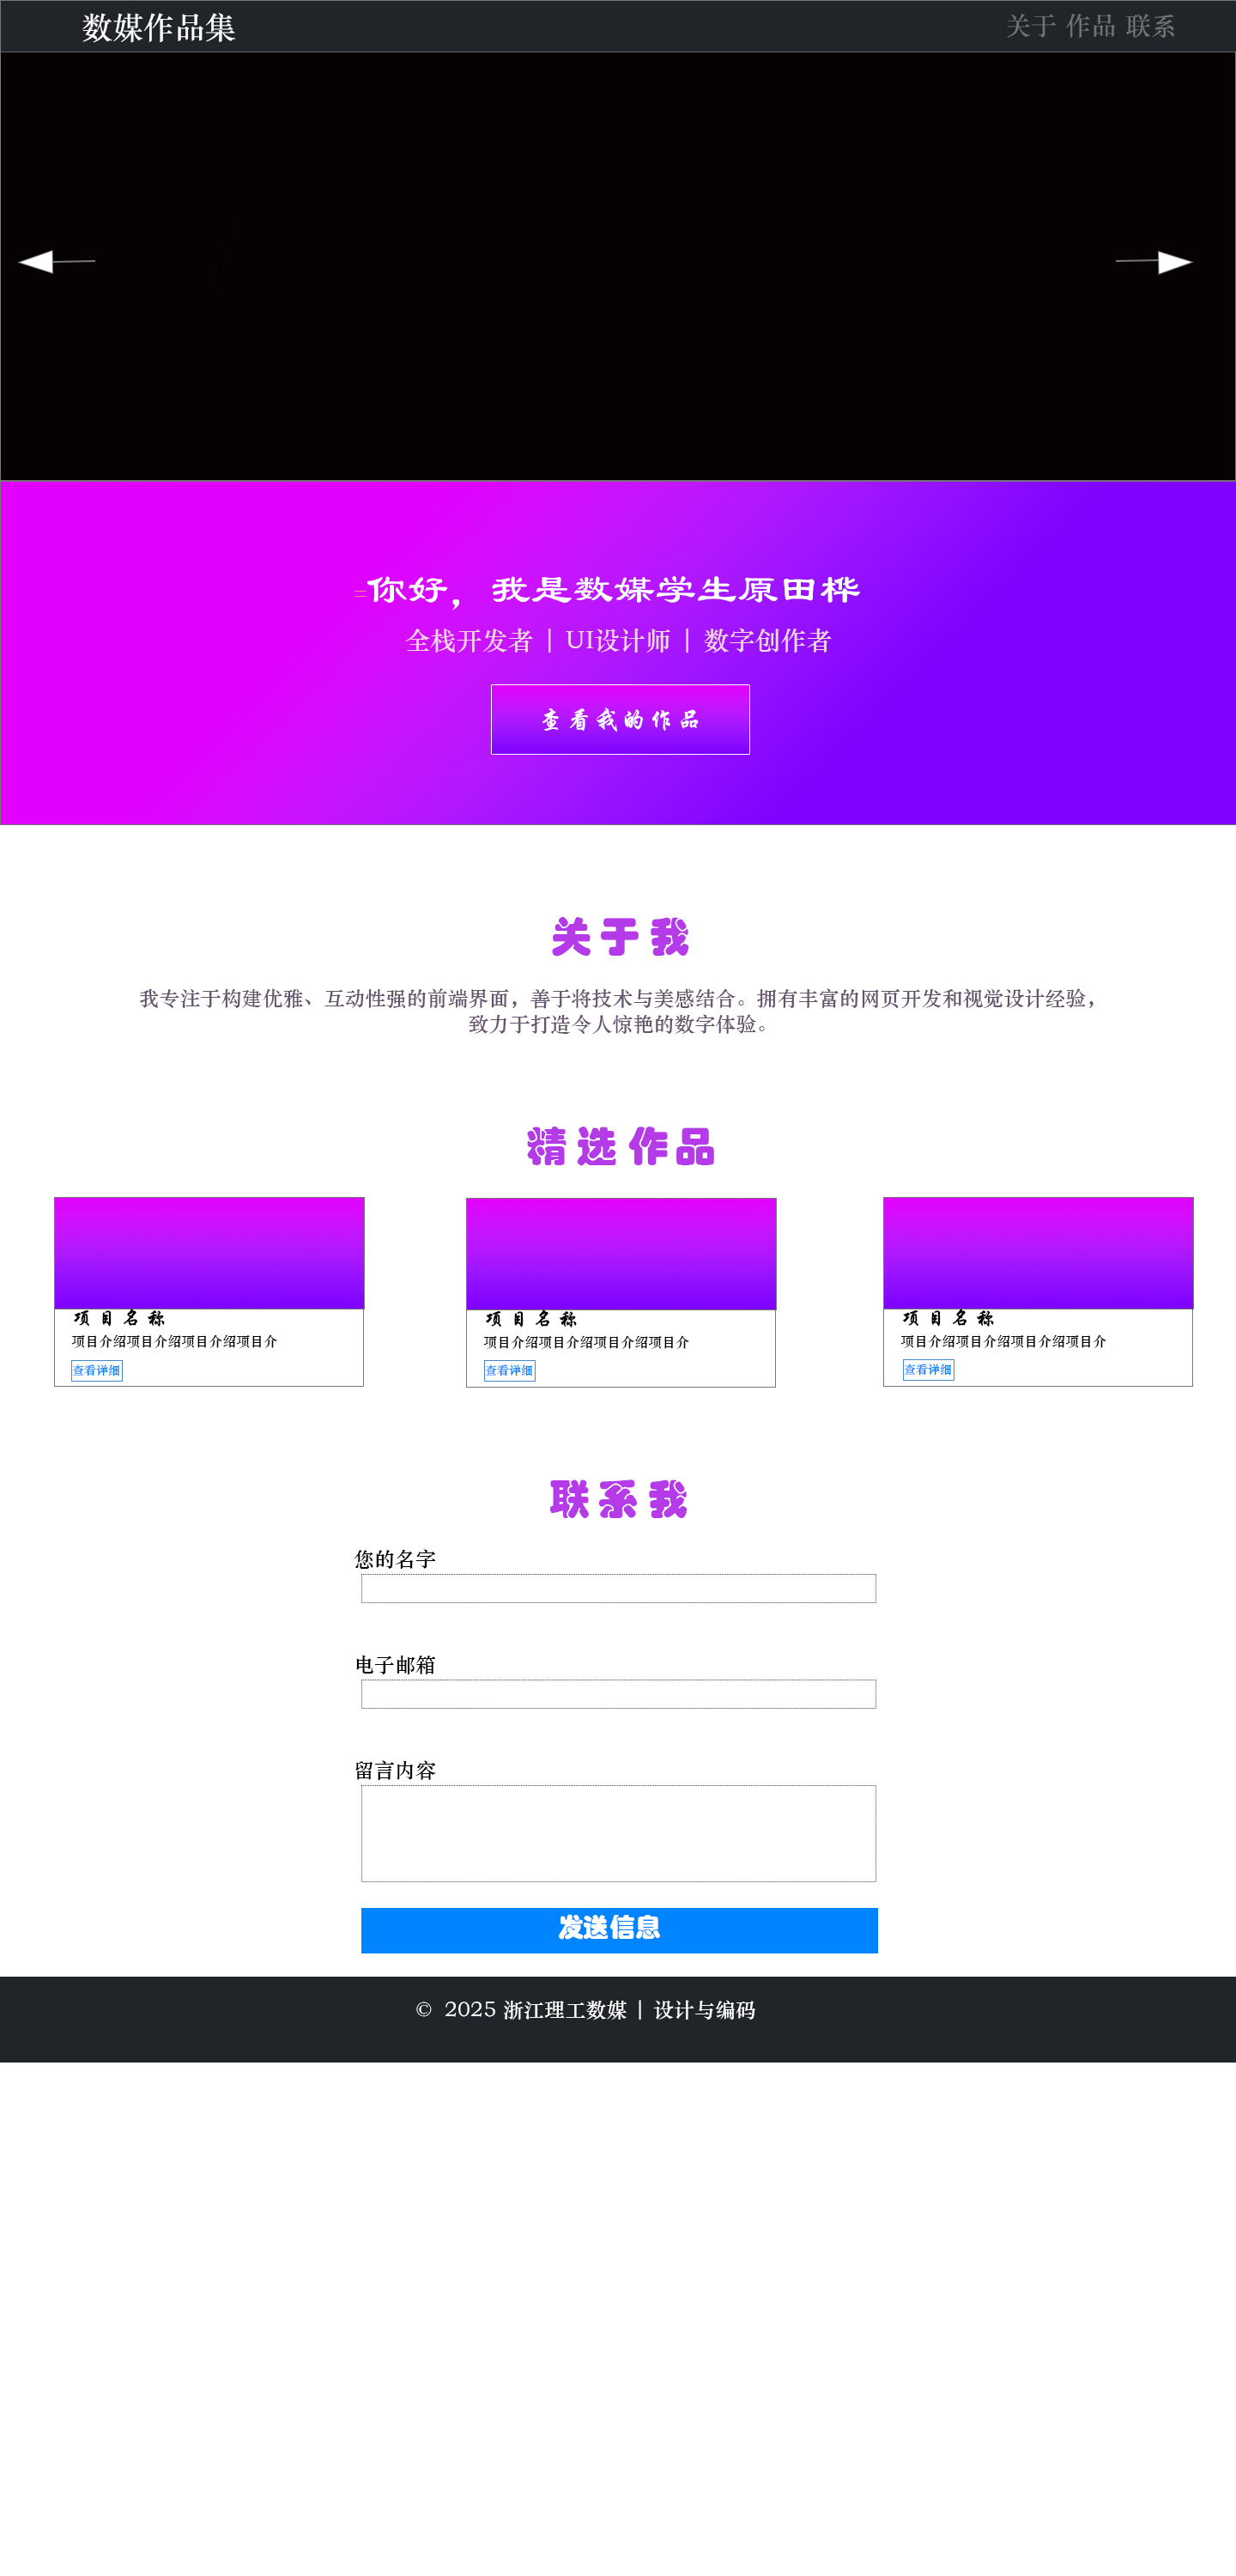 数媒作品集
关于 作品 联系
你好，我是数媒学生原田桦
全栈开发者 | UI设计师 | 数字创作者
查看我的作品
关于我
我专注于构建优雅、互动性强的前端界面，善于将技术与美感结合。拥有丰富的网页开发和视觉设计经验，
致力于打造令人惊艳的数字体验。
精选作品
项目名称
项目介绍项目介绍项目介绍项目介
查看详细
项目名称
项目介绍项目介绍项目介绍项目介
查看详细
项目名称
项目介绍项目介绍项目介绍项目介
查看详细
联系我
您的名字
电子邮箱
留言内容
发送信息
© 2025 浙江理工数媒 | 设计与编码